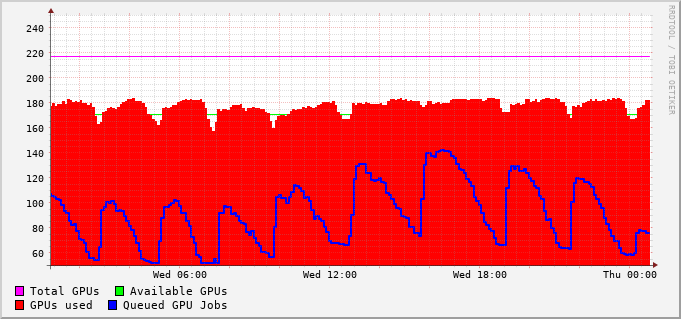 RRDTOOL / TOBI OETIKER
240
220
200
180
160
140
120
100
80
60
Wed 06:00 Wed 12:00 Wed 18:00 Thu 00:00
Total GPUs Available GPUs
GPUs used Queued GPU Jobs